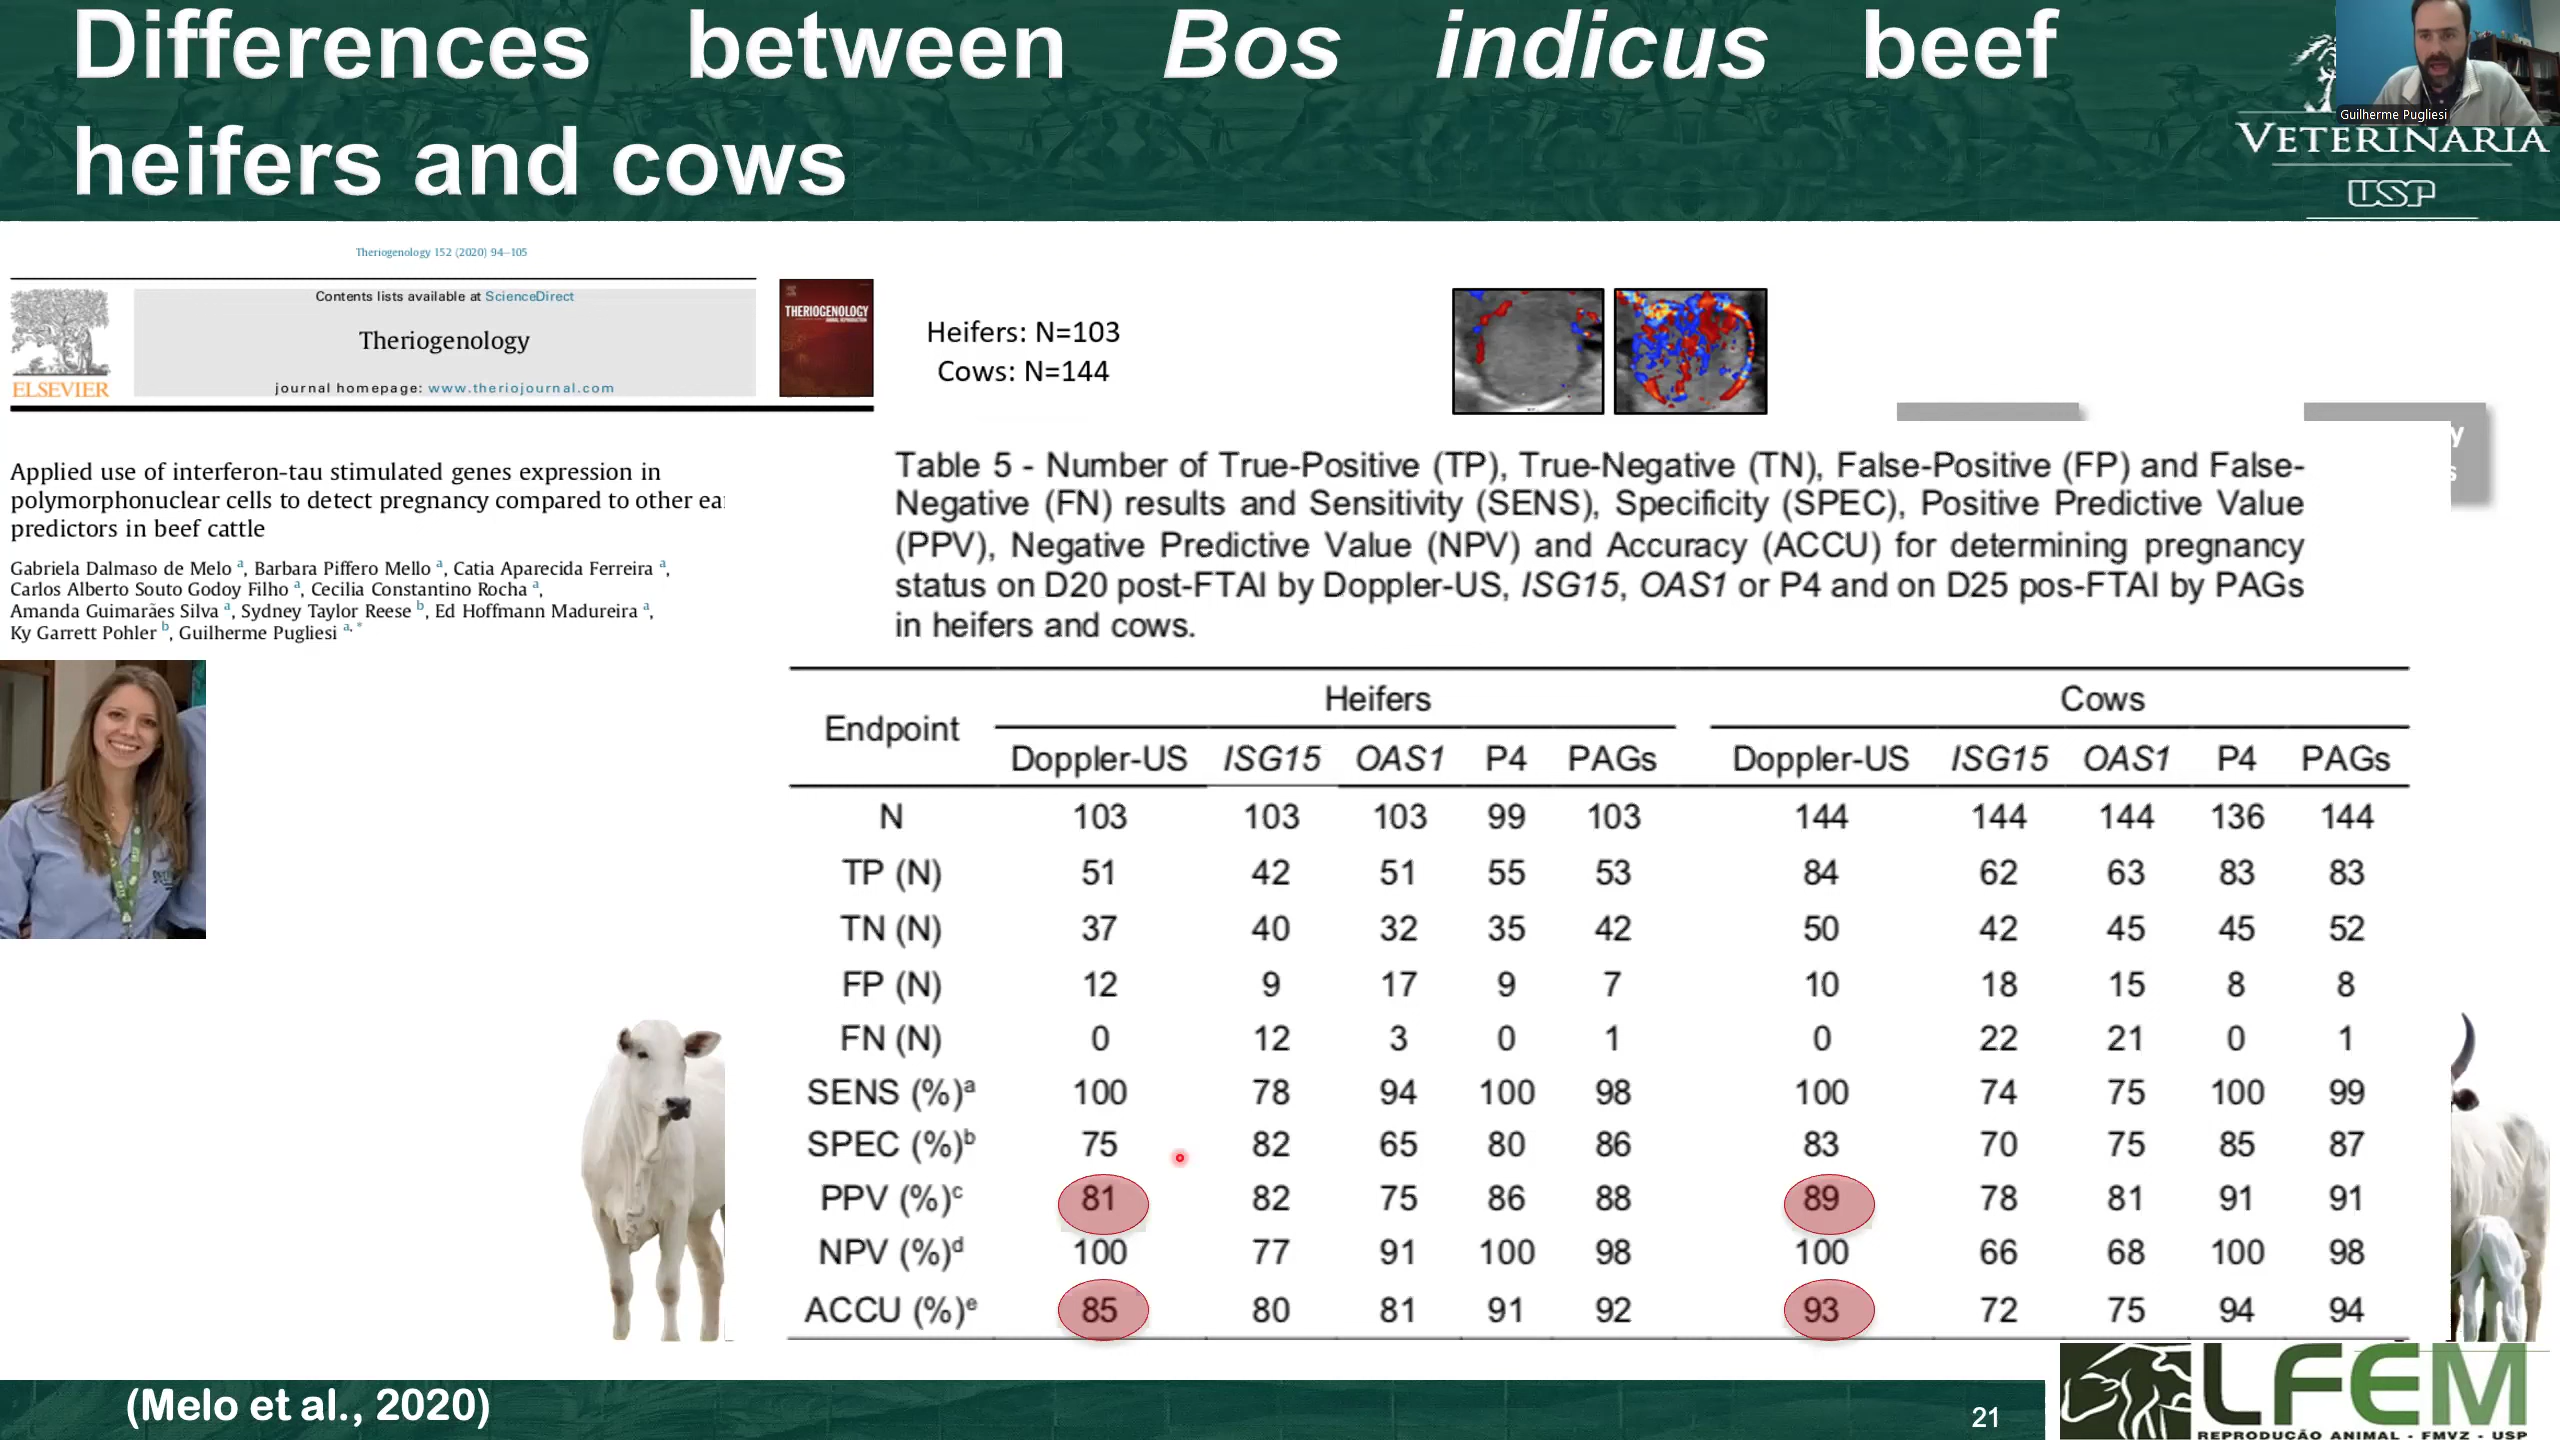 Differences between Bos indicus beef
heifers and cows
Guilherme Pugliesi
VETERINARIA
USP
Theriogenology 152 (2020) 94–105
Contents lists available at ScienceDirect
Theriogenology
journal homepage: www.theriojournal.com
ELSEVIER
THERIOGENOLOGY
ANIMAL REPRODUCTION
Heifers: N=103
Cows: N=144
Applied use of interferon-tau stimulated genes expression in
polymorphonuclear cells to detect pregnancy compared to other ear
predictors in beef cattle
Gabriela Dalmaso de Melo a, Barbara Piffero Mello a, Catia Aparecida Ferreira a,
Carlos Alberto Souto Godoy Filho a, Cecilia Constantino Rocha a,
Amanda Guimarães Silva a, Sydney Taylor Reese b, Ed Hoffmann Madureira a,
Ky Garrett Pohler b, Guilherme Pugliesi a, *
y
s
Table 5 - Number of True-Positive (TP), True-Negative (TN), False-Positive (FP) and False-
Negative (FN) results and Sensitivity (SENS), Specificity (SPEC), Positive Predictive Value
(PPV), Negative Predictive Value (NPV) and Accuracy (ACCU) for determining pregnancy
status on D20 post-FTAI by Doppler-US, ISG15, OAS1 or P4 and on D25 pos-FTAI by PAGs
in heifers and cows.
Endpoint Heifers Cows
Doppler-US ISG15 OAS1 P4 PAGs Doppler-US ISG15 OAS1 P4 PAGs
N 103 103 103 99 103 144 144 144 136 144
TP (N) 51 42 51 55 53 84 62 63 83 83
TN (N) 37 40 32 35 42 50 42 45 45 52
FP (N) 12 9 17 9 7 10 18 15 8 8
FN (N) 0 12 3 0 1 0 22 21 0 1
SENS (%)a 100 78 94 100 98 100 74 75 100 99
SPEC (%)b 75 82 65 80 86 83 70 75 85 87
PPV (%)c 81 82 75 86 88 89 78 81 91 91
NPV (%)d 100 77 91 100 98 100 66 68 100 98
ACCU (%)e 85 80 81 91 92 93 72 75 94 94
(Melo et al., 2020)
21
LFEM
REPRODUÇÃO ANIMAL - FMVZ - USP